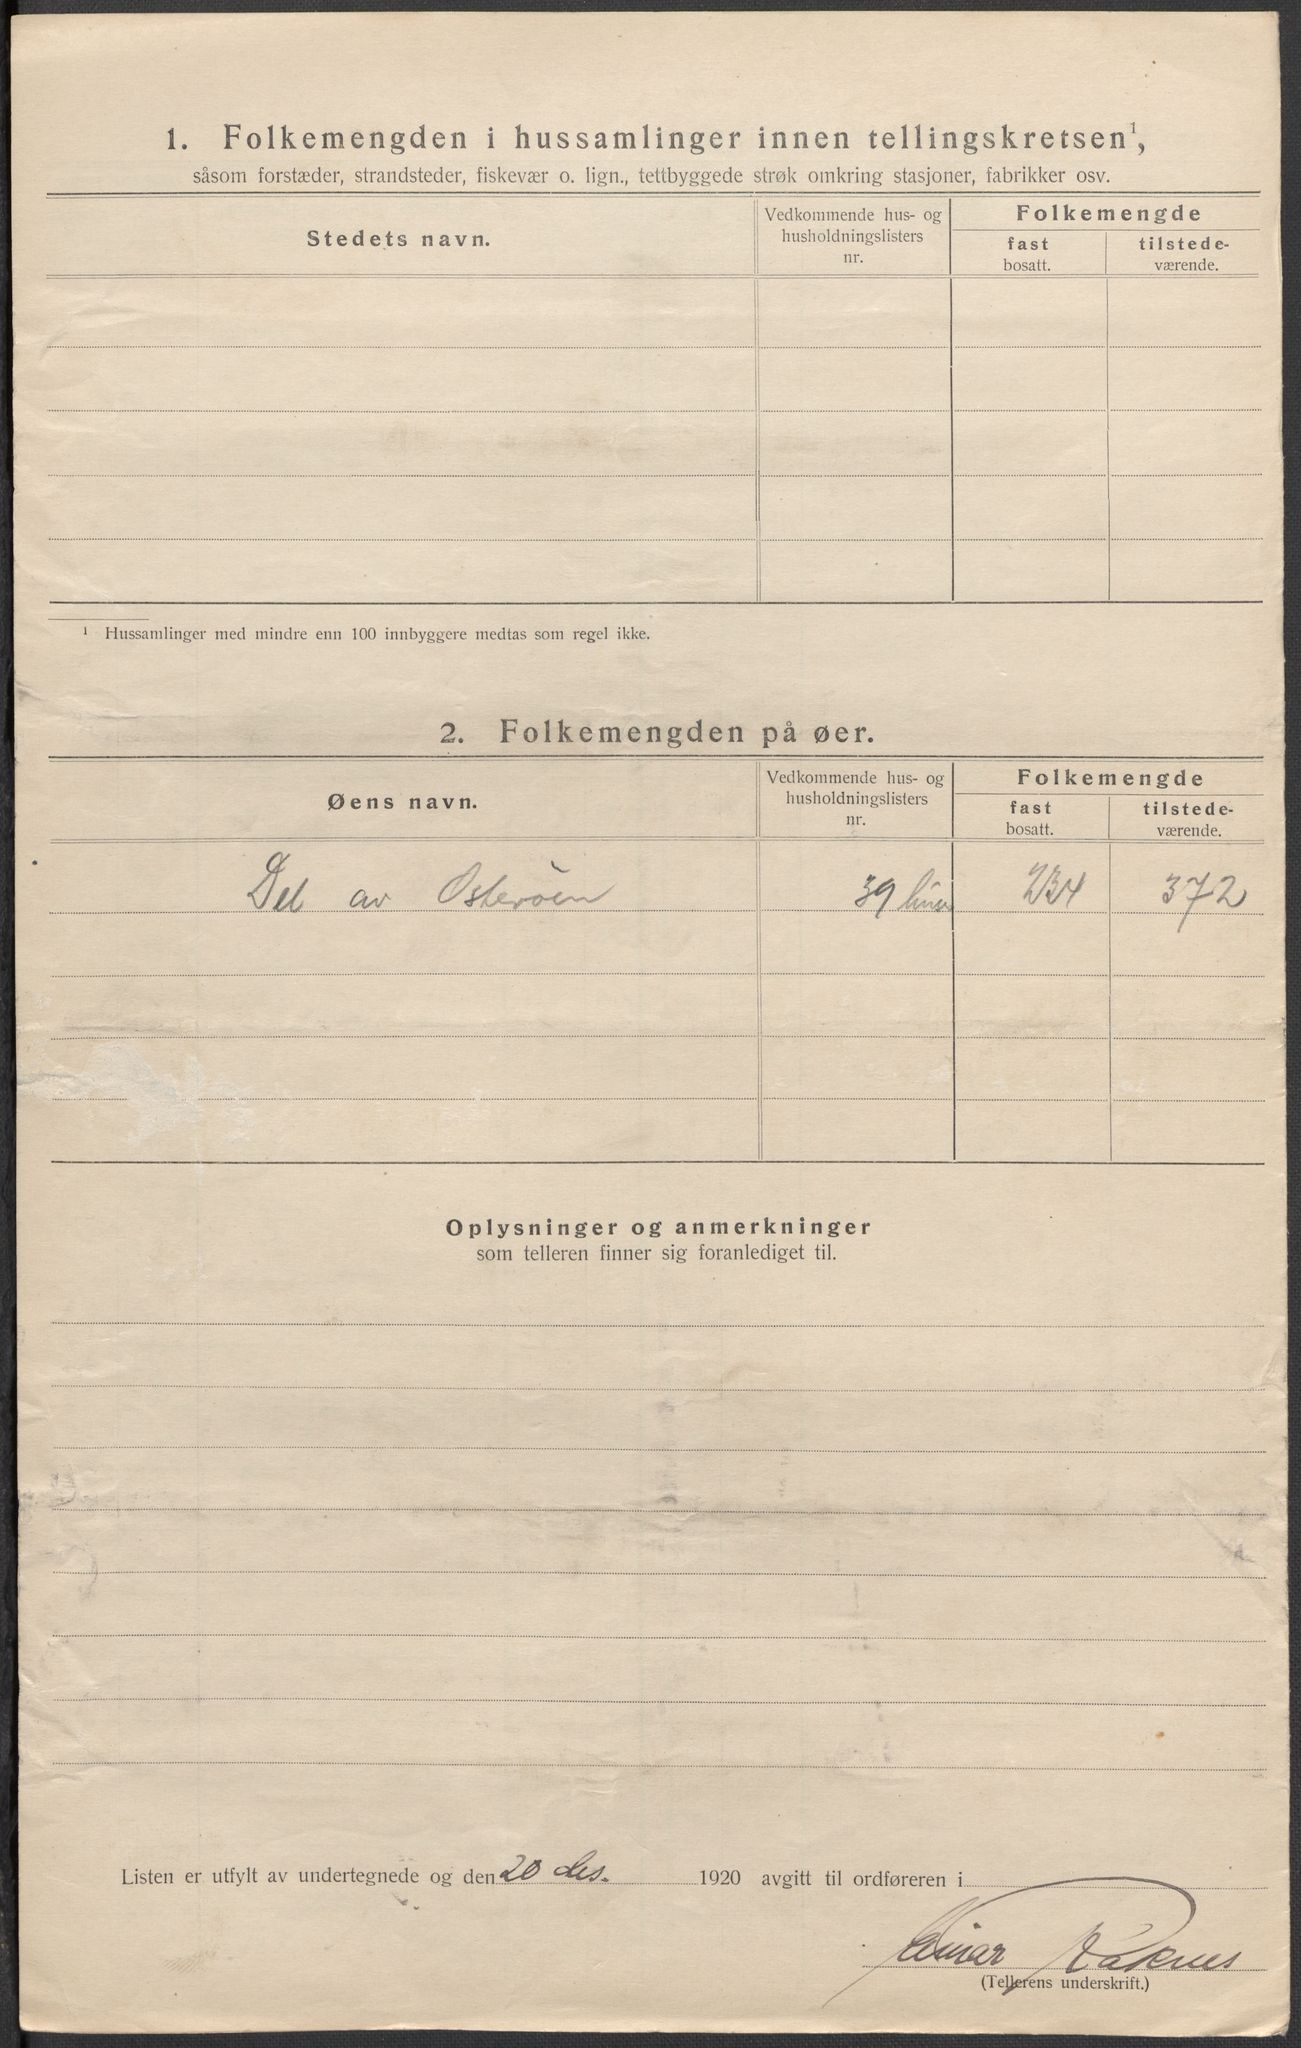 1. Folkemengden i hussamlinger innen tellingskretsen¹,
såsom forstæder, strandsteder, fiskevær o. lign., tettbyggede strøk omkring stasjoner, fabrikker osv.
Stedets navn.
Vedkommende hus- og
husholdningslisters
nr.
Folkemengde
fast
bosatt.
tilstede-
værende.
¹ Hussamlinger med mindre enn 100 innbyggere medtas som regel ikke.
2. Folkemengden på øer.
Øens navn.
Vedkommende hus- og
husholdningslisters
nr.
Folkemengde
fast
bosatt.
tilstede-
værende.
Del av Osterøen 39 234 372
Oplysninger og anmerkninger
som telleren finner sig foranlediget til.
Listen er utfylt av undertegnede og den 20 des. 1920 avgitt til ordføreren i
Einar Raknes
(Tellerens underskrift.)